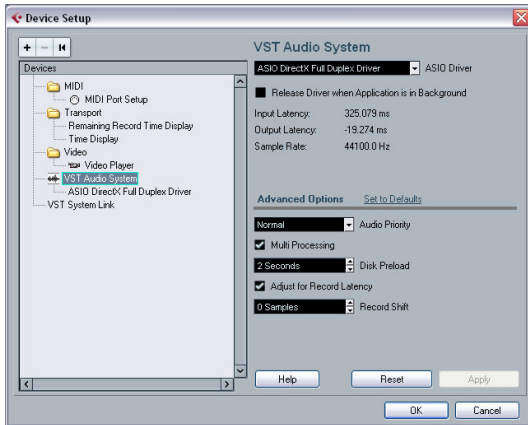 Device Setup
Devices
MIDI
MIDI Port Setup
Transport
Remaining Record Time Display
Time Display
Video
Video Player
VST Audio System
ASIO DirectX Full Duplex Driver
VST System Link
VST Audio System
ASIO DirectX Full Duplex Driver ASIO Driver
Release Driver when Application is in Background
Input Latency: 325.079 ms
Output Latency: -19.274 ms
Sample Rate: 44100.0 Hz
Advanced Options Set to Defaults
Normal Audio Priority
Multi Processing
2 Seconds Disk Preload
Adjust for Record Latency
0 Samples Record Shift
Help Reset Apply
OK Cancel